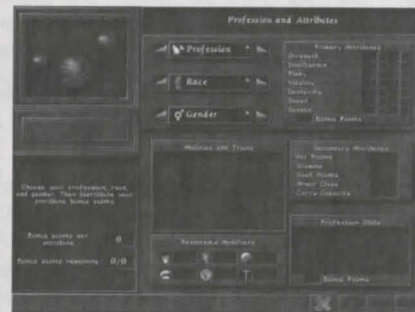 Profession and Attributes
Profession
Race
Gender
Primary Attributes
Strength
Intelligence
Piety
Vitality
Dexterity
Speed
Senses
Bonus Points
Choose your profession, race,
and gender. Then distribute your
attribute bonus points
Bonus points per
attribute 0
Bonus points remaining 0/0
Abilities and Traits
Resistance Modifiers
Secondary Attributes
Hit Points
Stamina
Spell Points
Armor Class
Carry Capacity
Profession Skills
Bonus Points